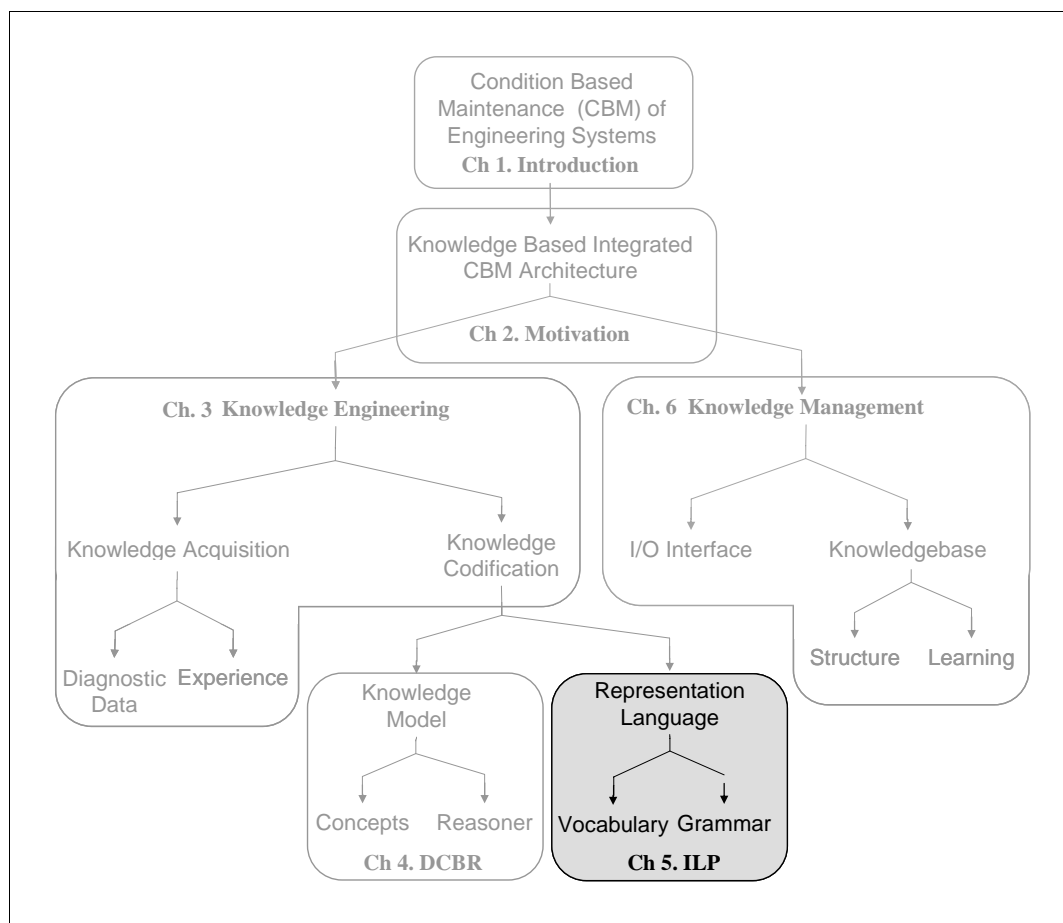 Condition Based
Maintenance (CBM) of
Engineering Systems
Ch 1. Introduction
Knowledge Based Integrated
CBM Architecture
Ch 2. Motivation
Ch. 3 Knowledge Engineering
Ch. 6 Knowledge Management
Knowledge Acquisition
Knowledge
Codification
I/O Interface
Knowledgebase
Diagnostic
Data
Experience
Structure
Learning
Knowledge
Model
Representation
Language
Concepts
Reasoner
Vocabulary
Grammar
Ch 4. DCBR
Ch 5. ILP